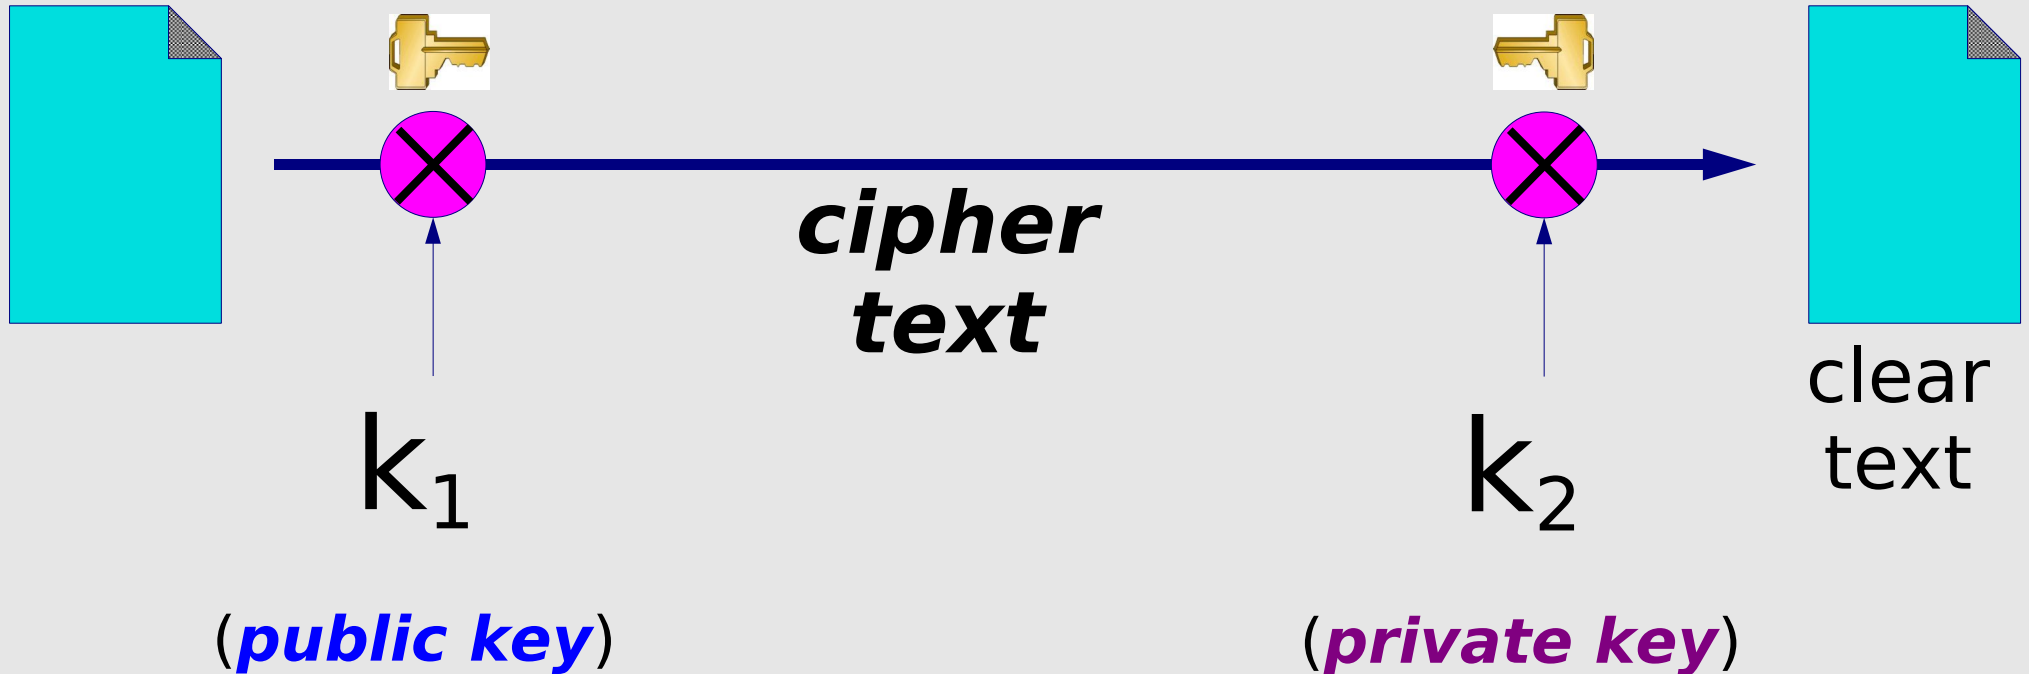 cipher
text
clear
text
k₁
k₂
(public key)
(private key)